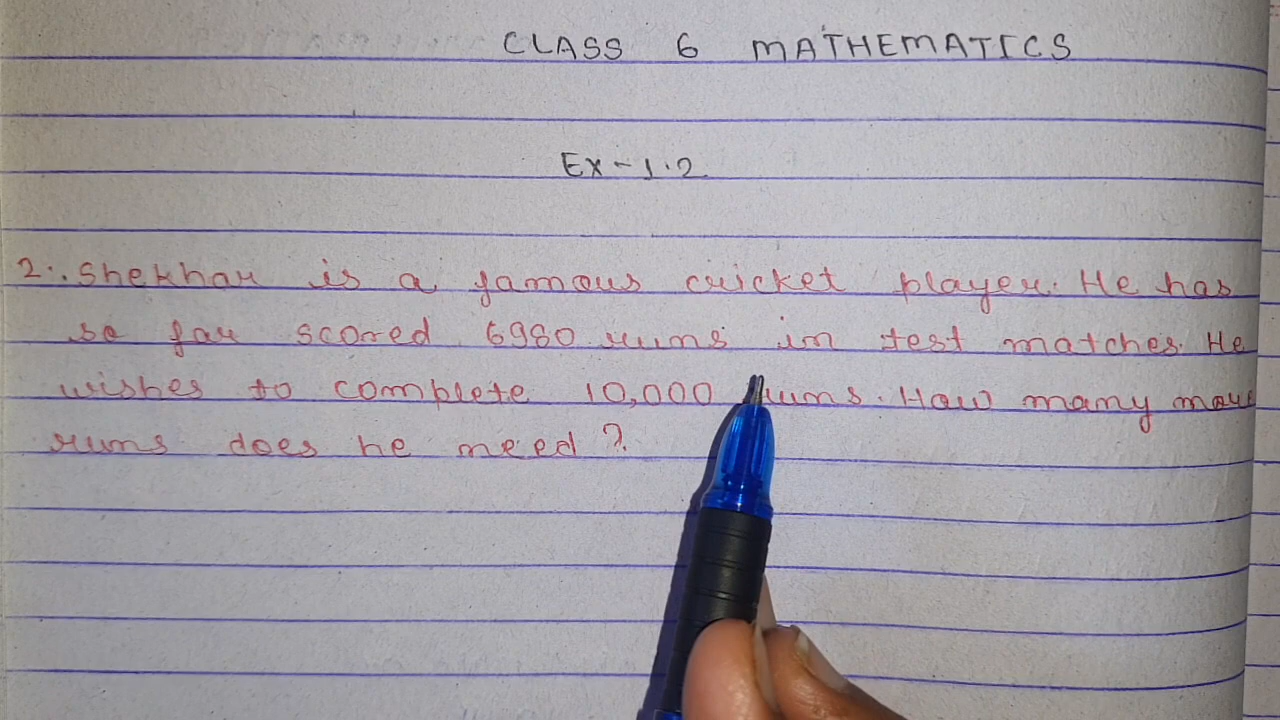 CLASS 6 MATHEMATICS
Ex - 1.2
2. Shekhar is a famous cricket player. He has
so far scored 6980 runs in test matches. He
wishes to complete 10,000 runs. How many more
runs does he need?